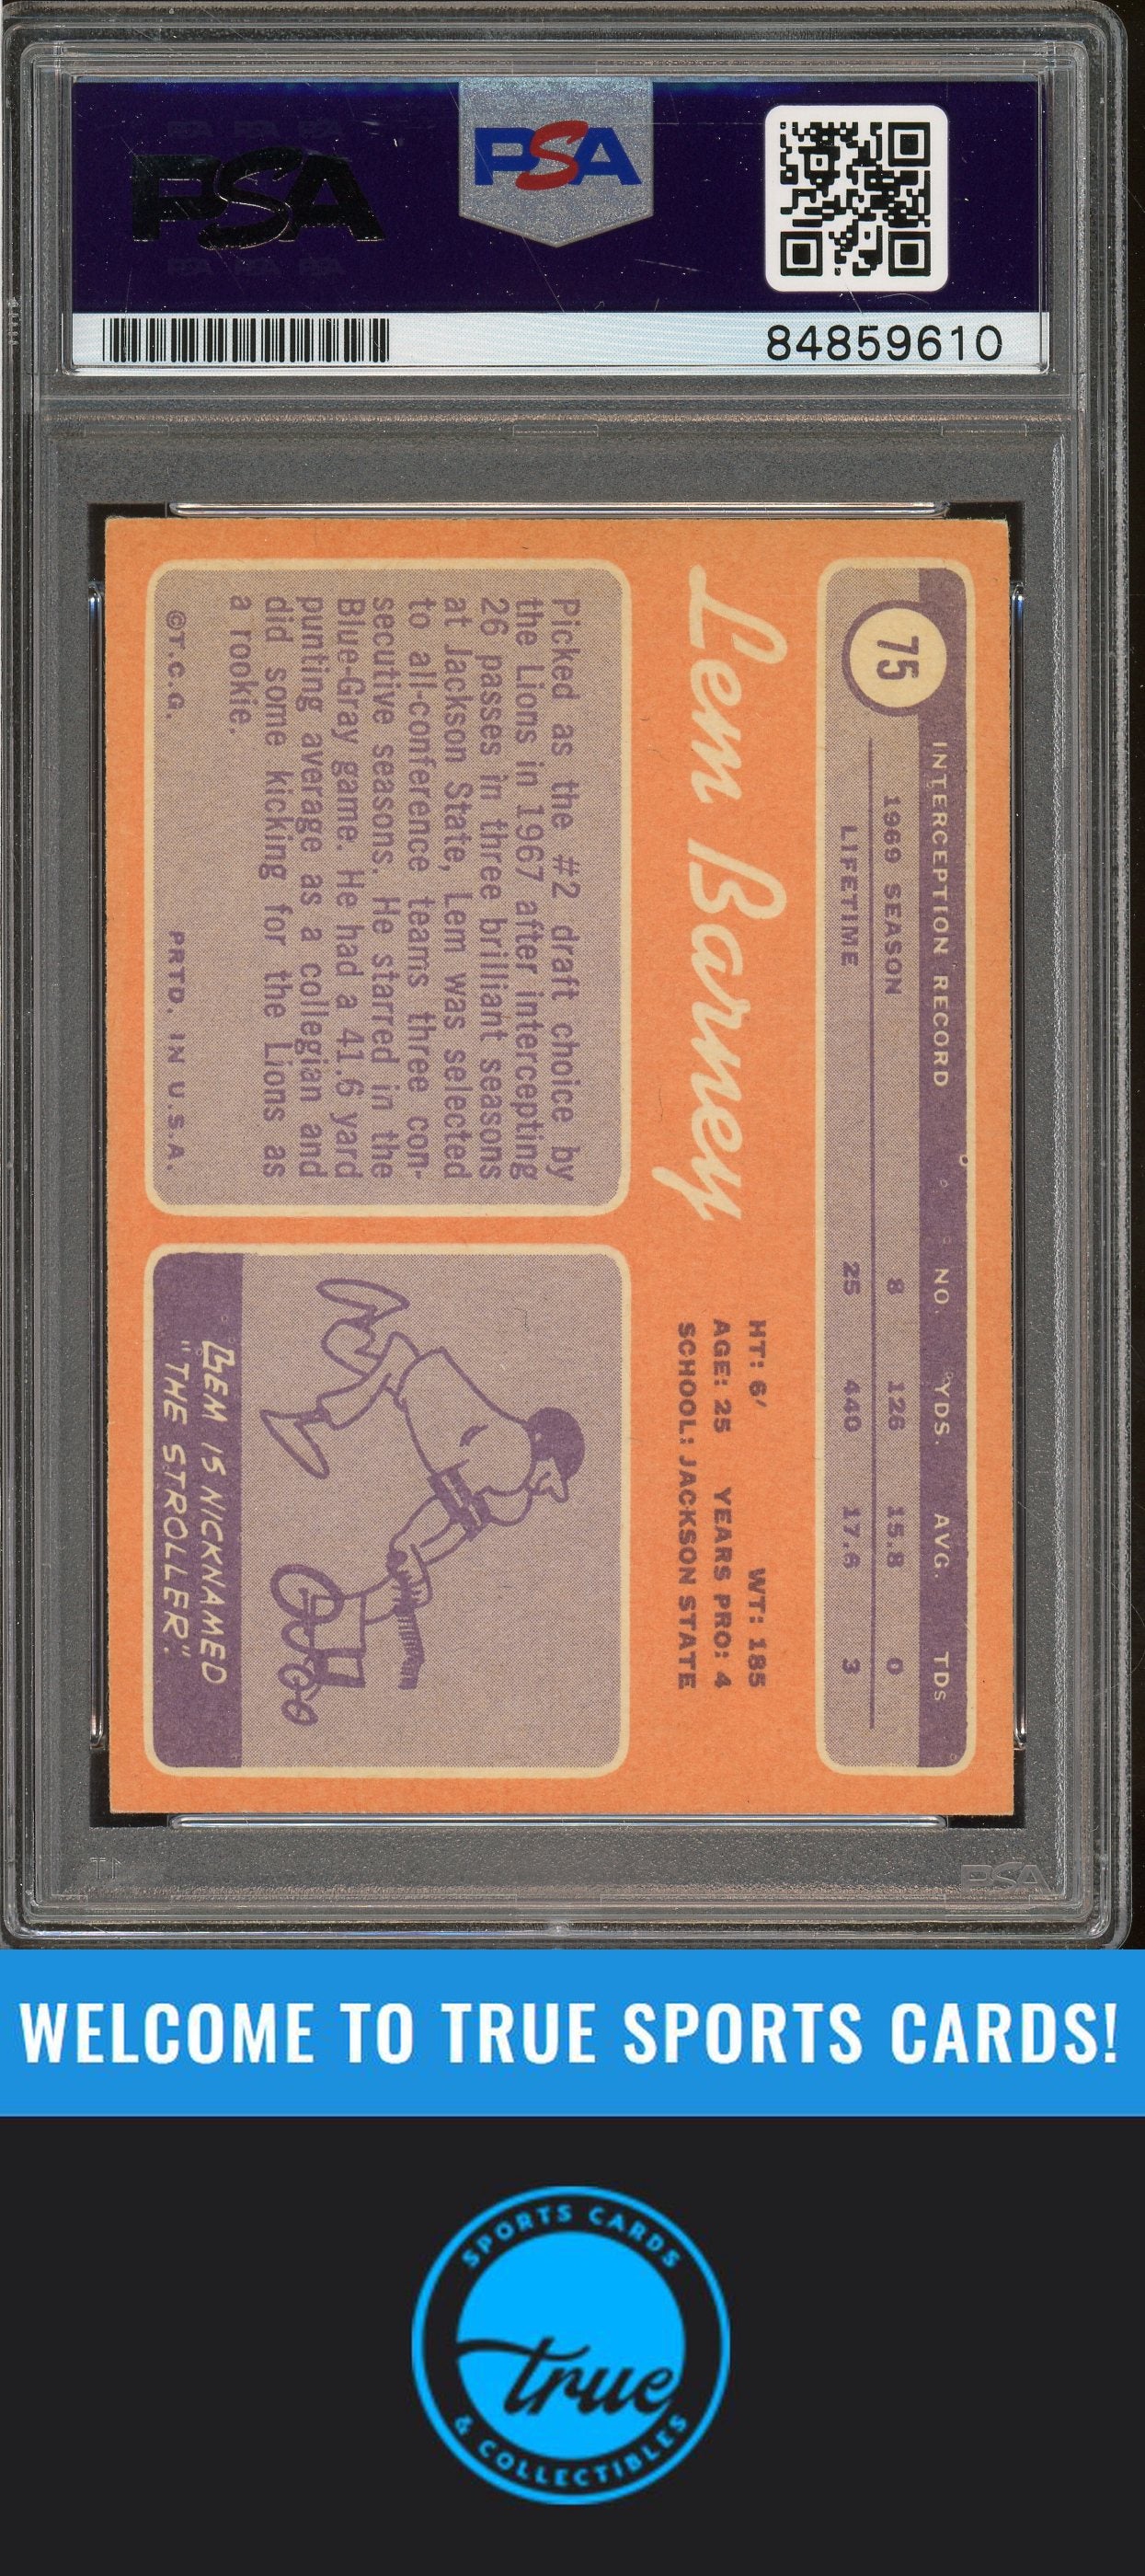 PSA
PSA
84859610
75
INTERCEPTION RECORD NO. YDS. AVG. TDs
1969 SEASON 8 126 15.8 0
LIFETIME 25 440 17.6 3
Lem Barney
HT: 6' WT: 185
AGE: 25 YEARS PRO: 4
SCHOOL: JACKSON STATE
Picked as the #2 draft choice by
the Lions in 1967 after intercepting
26 passes in three brilliant seasons
at Jackson State, Lem was selected
to all-conference teams three con-
secutive seasons. He starred in the
Blue-Gray game. He had a 41.6 yard
punting average as a collegian and
did some kicking for the Lions as
a rookie.
©T.C.G. PRTD. IN U.S.A.
LEM IS NICKNAMED
"THE STROLLER".
PSA
WELCOME TO TRUE SPORTS CARDS!
SPORTS CARDS
true
& COLLECTIBLES